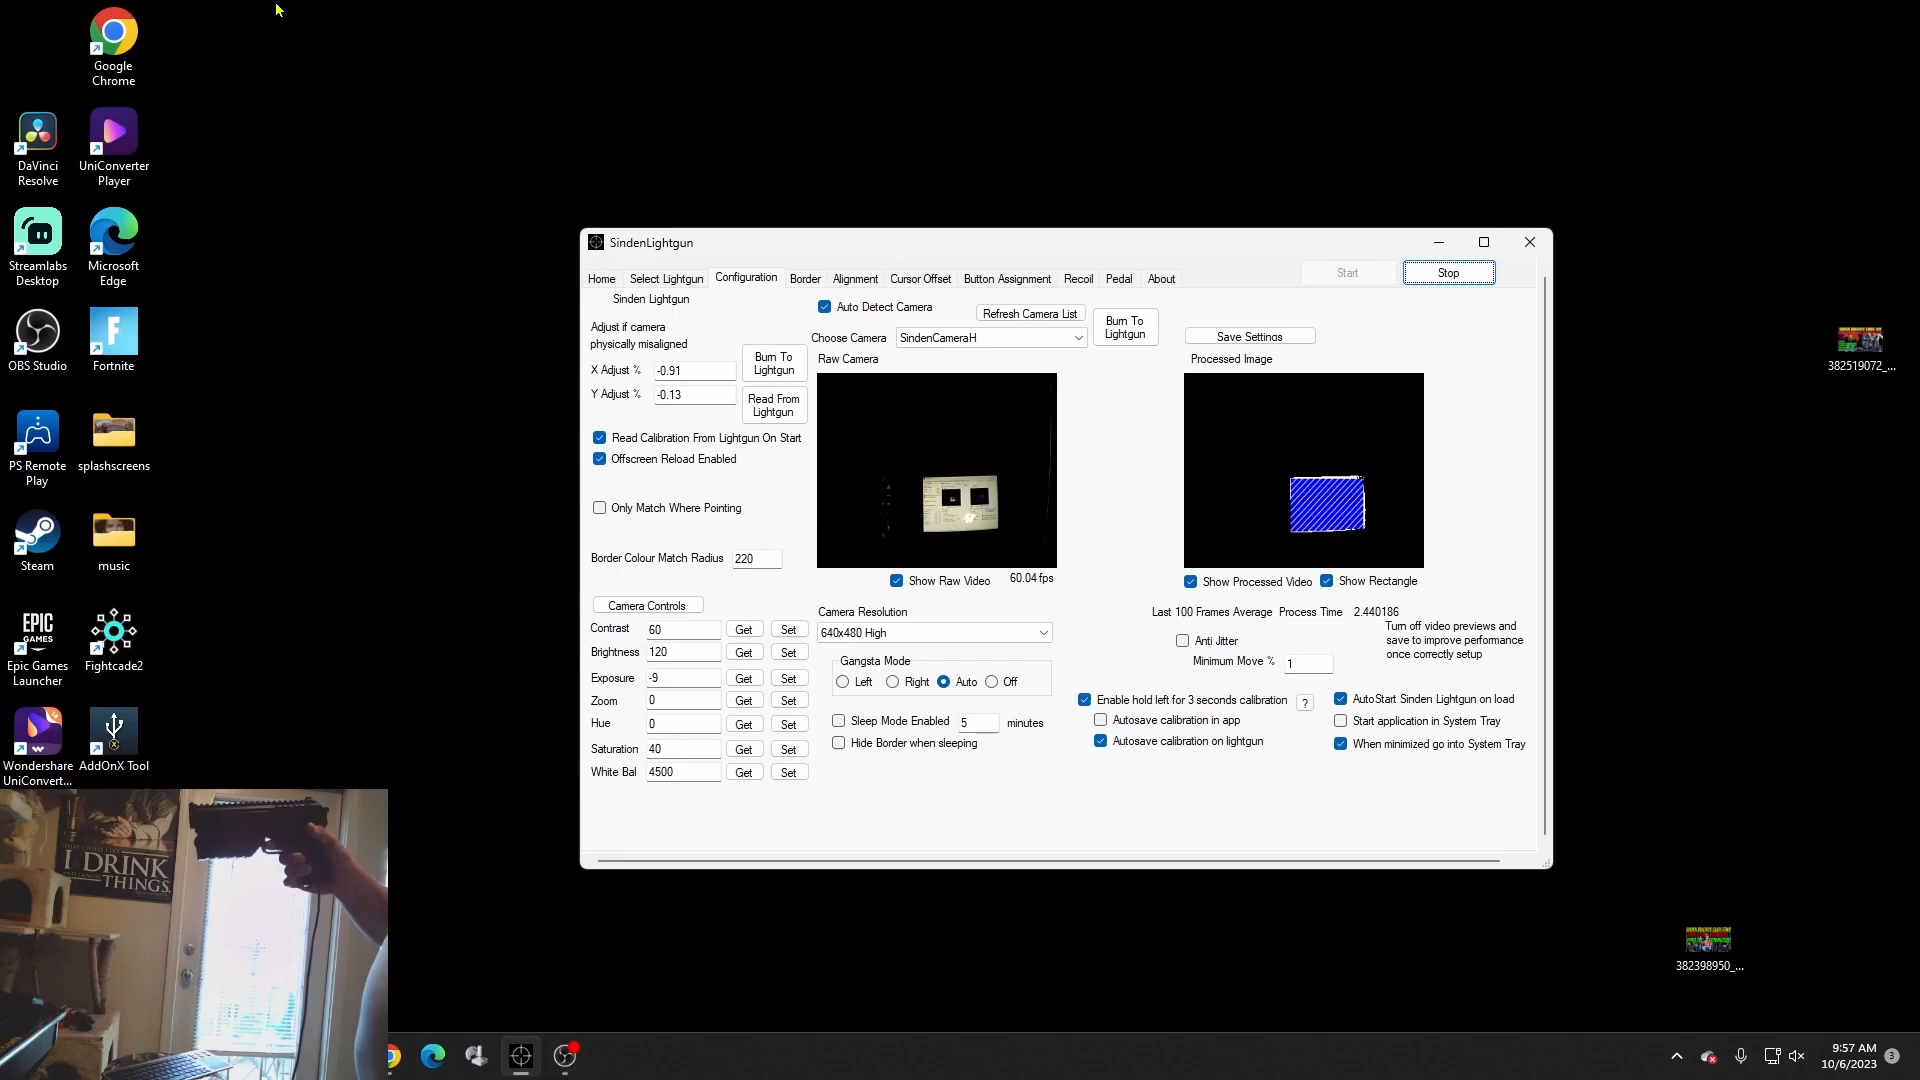 Google
Chrome
DaVinci
Resolve
UniConverter
Player
Streamlabs
Desktop
Microsoft
Edge
OBS Studio
Fortnite
PS Remote
Play
splashscreens
Steam
music
EPIC
GAMES
Epic Games
Launcher
Fightcade2
Wondershare
UniConvert...
AddOnX Tool
SindenLightgun
Home
Select Lightgun
Configuration
Border
Alignment
Cursor Offset
Button Assignment
Recoil
Pedal
About
Start
Stop
Sinden Lightgun
Adjust if camera
physically misaligned
X Adjust %
-0.91
Y Adjust %
-0.13
Burn To
Lightgun
Read From
Lightgun
Read Calibration From Lightgun On Start
Offscreen Reload Enabled
Only Match Where Pointing
Border Colour Match Radius
220
Camera Controls
Contrast 60 Get Set
Brightness 120 Get Set
Exposure -9 Get Set
Zoom 0 Get Set
Hue 0 Get Set
Saturation 40 Get Set
White Bal 4500 Get Set
Auto Detect Camera
Refresh Camera List
Burn To
Lightgun
Choose Camera
SindenCameraH
Save Settings
Raw Camera
Processed Image
Show Raw Video
60.04 fps
Show Processed Video
Show Rectangle
Camera Resolution
640x480 High
Gangsta Mode
Left
Right
Auto
Off
Sleep Mode Enabled
5
minutes
Hide Border when sleeping
Last 100 Frames Average Process Time 2.440186
Turn off video previews and
save to improve performance
once correctly setup
Anti Jitter
Minimum Move %
1
Enable hold left for 3 seconds calibration
?
Autosave calibration in app
Autosave calibration on lightgun
AutoStart Sinden Lightgun on load
Start application in System Tray
When minimized go into System Tray
382519072_...
382398950_...
I DRINK
THINGS
9:57 AM
10/6/2023
3